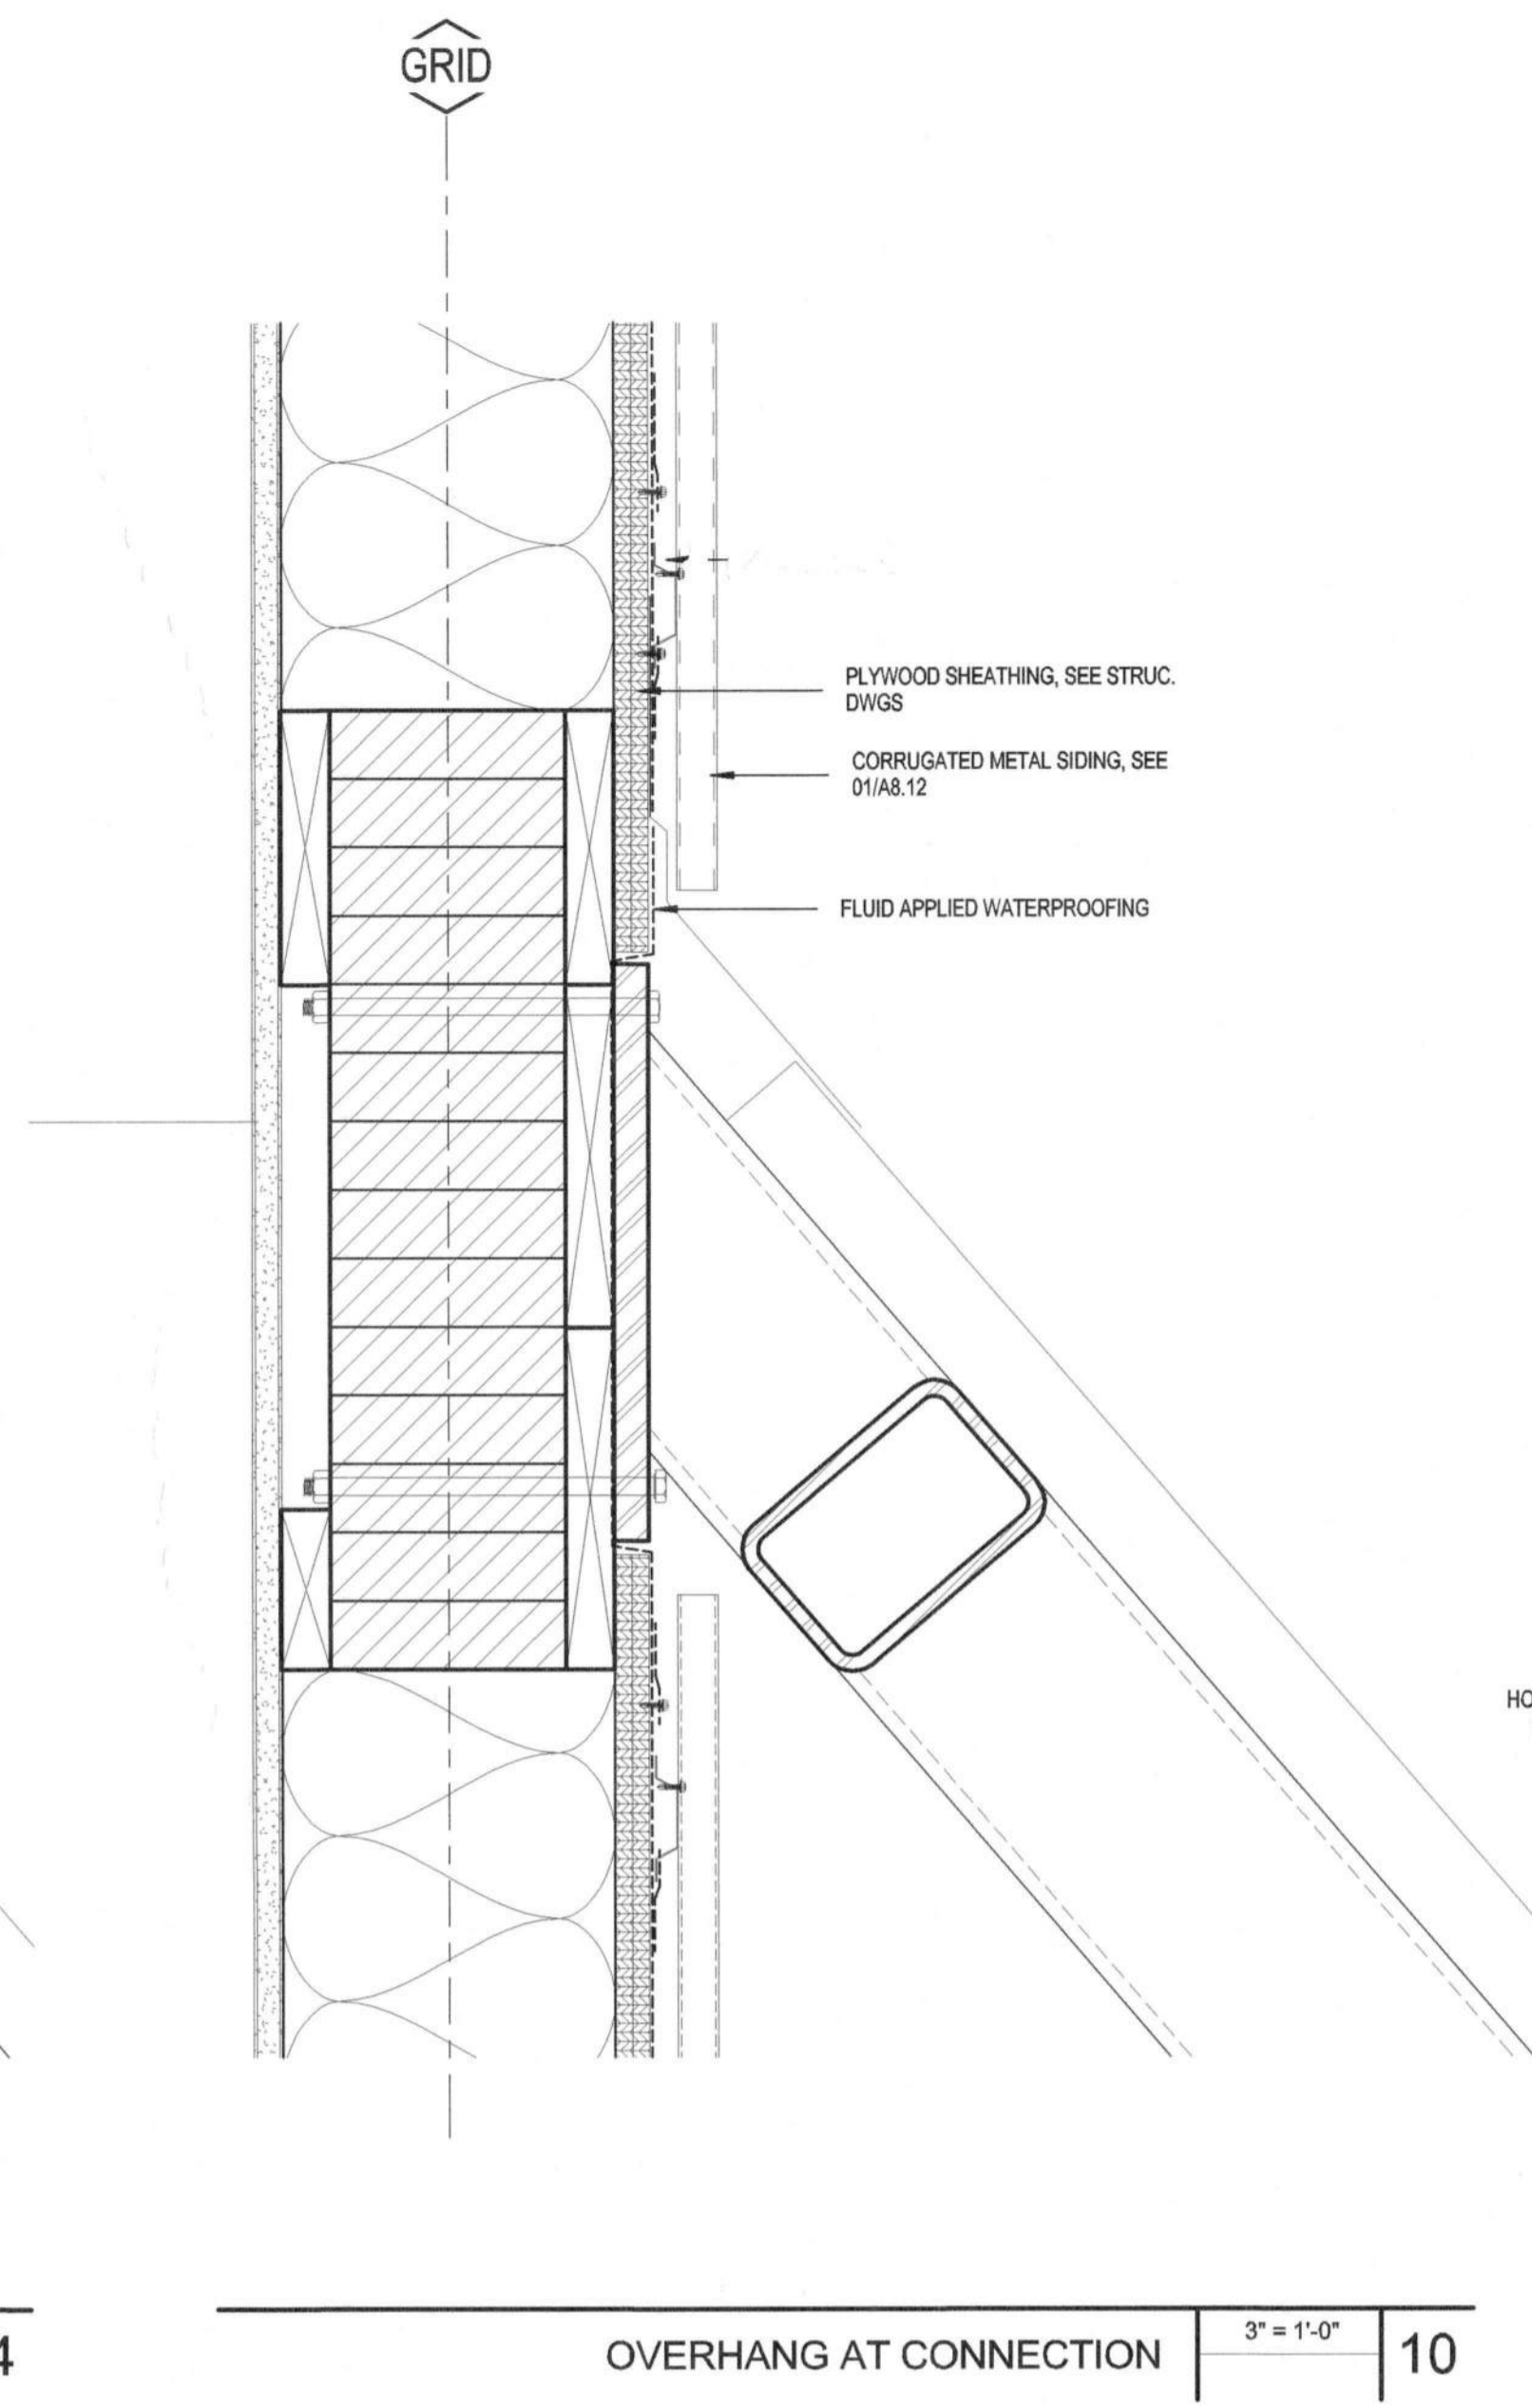 GRID
PLYWOOD SHEATHING, SEE STRUC.
DWGS
CORRUGATED METAL SIDING, SEE
01/A8.12
FLUID APPLIED WATERPROOFING
HO
4
OVERHANG AT CONNECTION
3" = 1'-0"
10